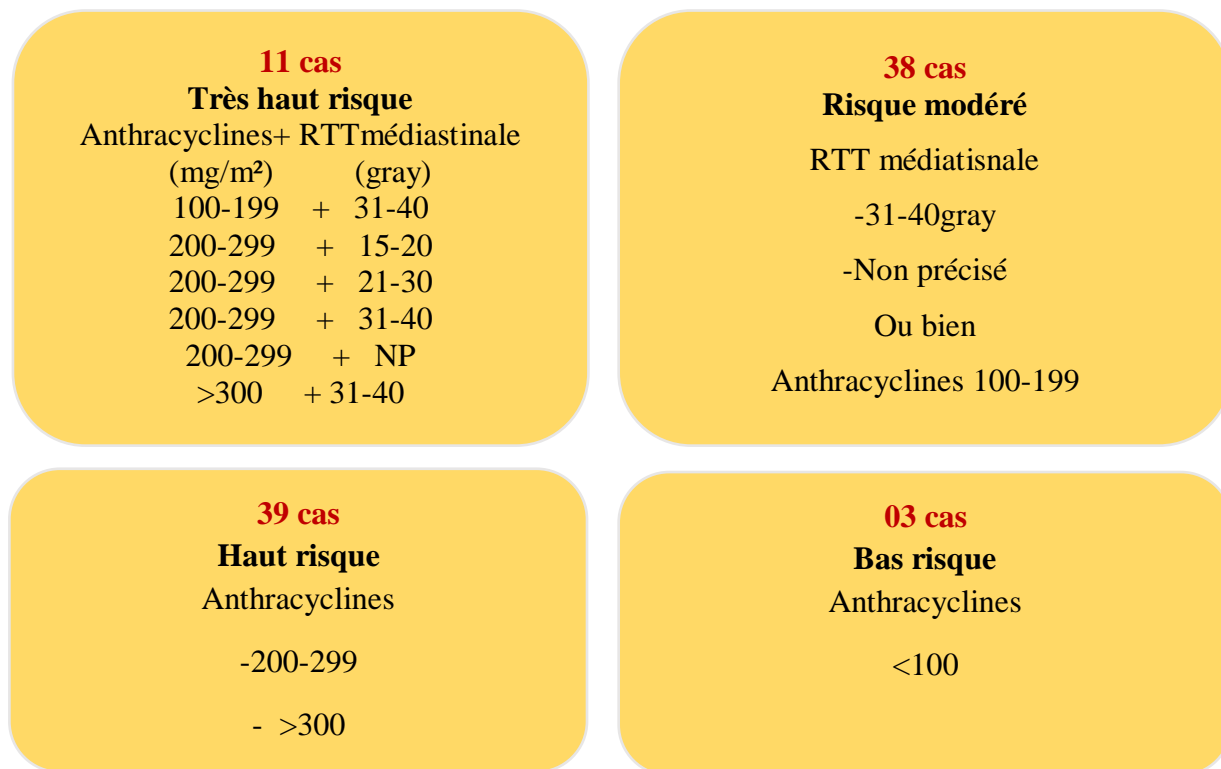 11 cas
Très haut risque
Anthracyclines+ RTTmédiastinale
(mg/m²) (gray)
100-199 + 31-40
200-299 + 15-20
200-299 + 21-30
200-299 + 31-40
200-299 + NP
>300 + 31-40
38 cas
Risque modéré
RTT médiatisnale
-31-40gray
-Non précisé
Ou bien
Anthracyclines 100-199
39 cas
Haut risque
Anthracyclines
-200-299
- >300
03 cas
Bas risque
Anthracyclines
<100